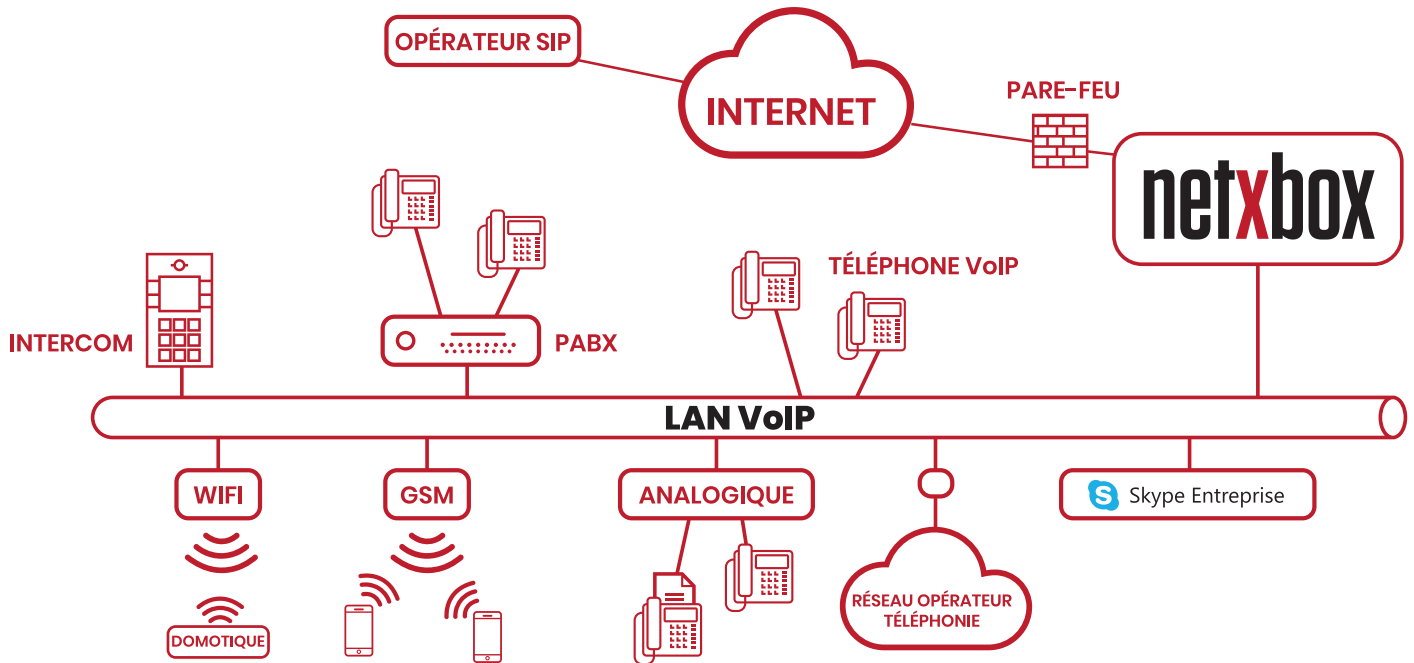 OPÉRATEUR SIP
INTERNET
PARE-FEU
netxbox
TÉLÉPHONE VoIP
INTERCOM
PABX
LAN VoIP
WIFI
GSM
ANALOGIQUE
S Skype Entreprise
RÉSEAU OPÉRATEUR
TÉLÉPHONIE
DOMOTIQUE